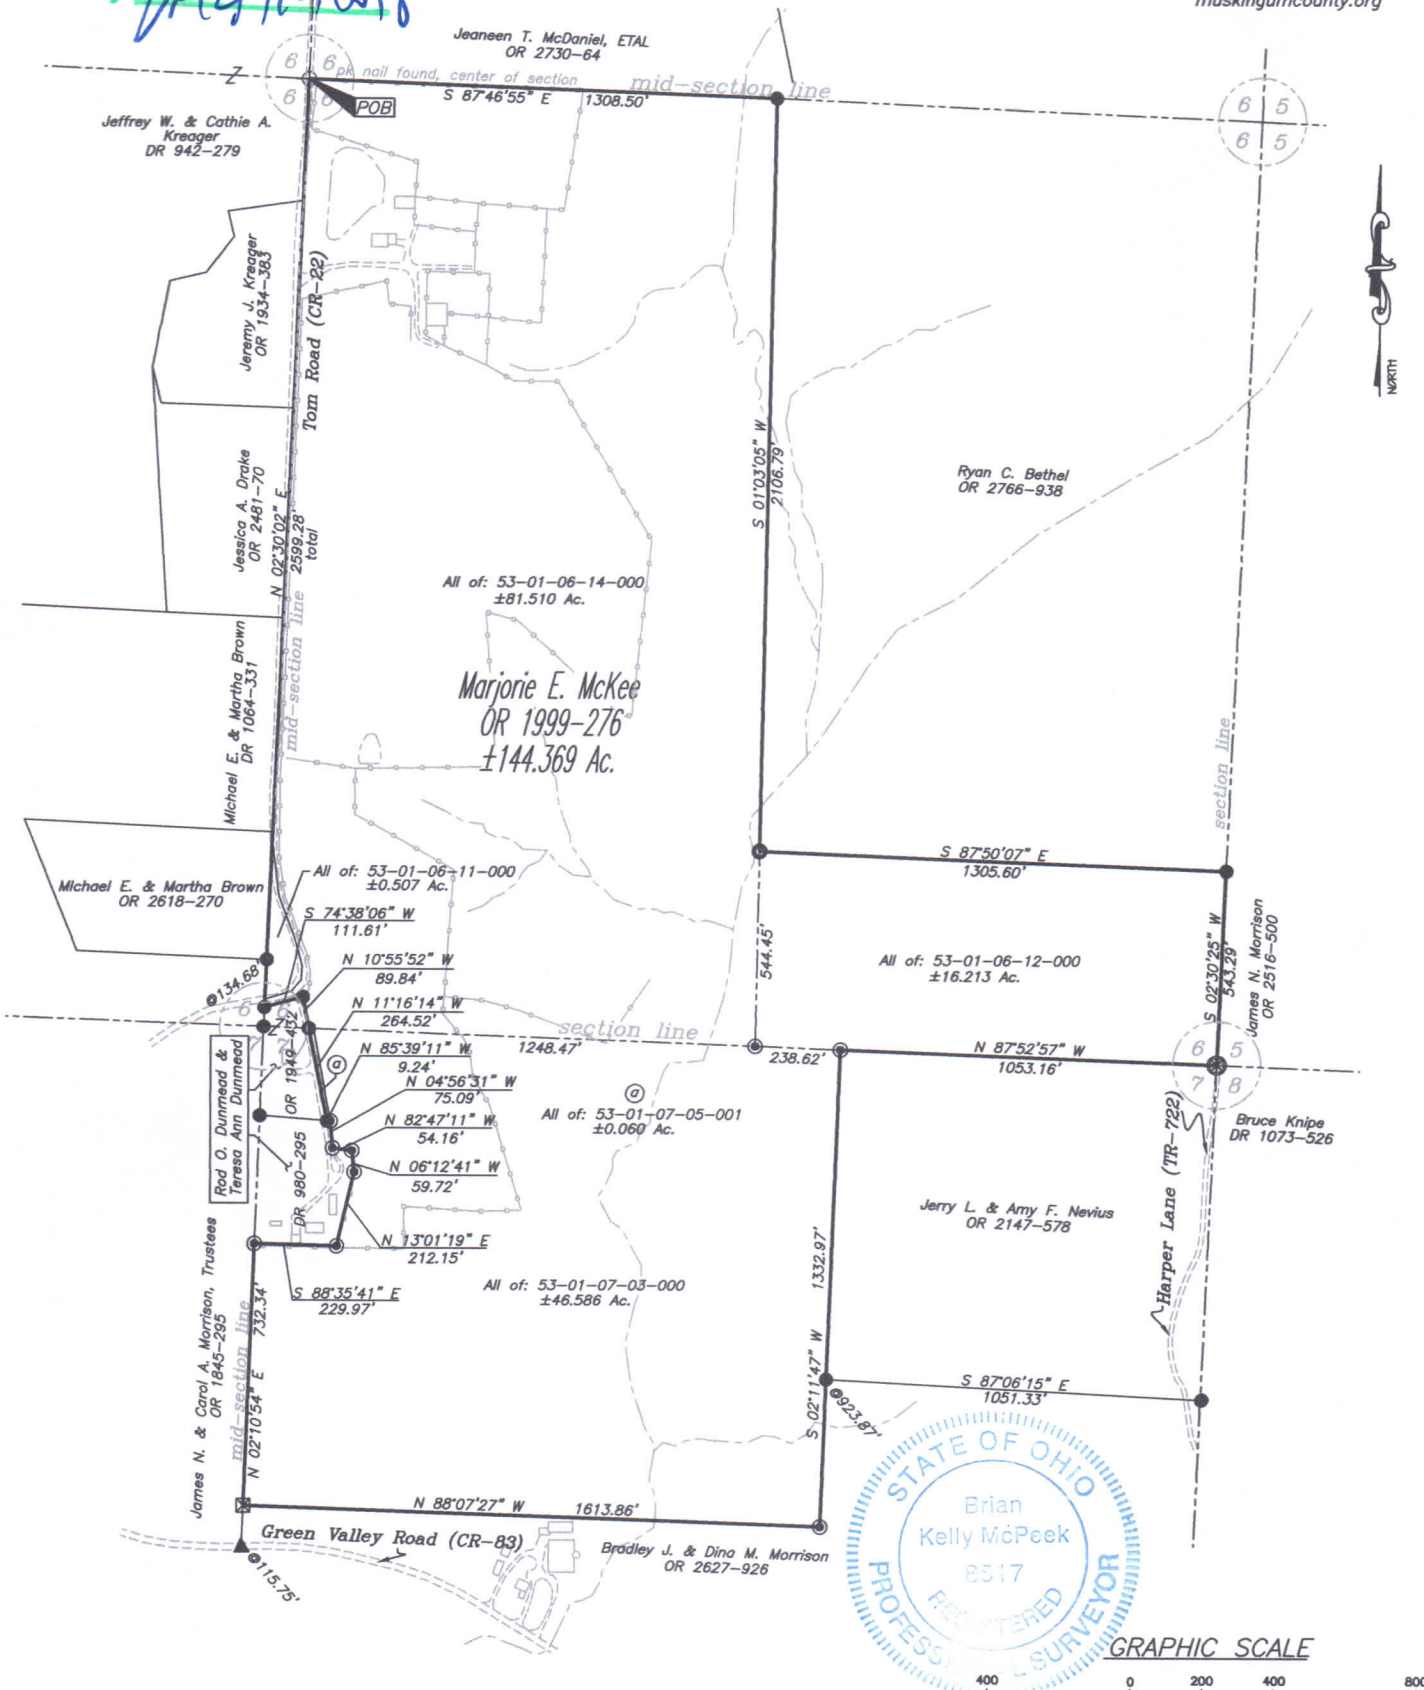 muskingumcounty.org
Jeaneen T. McDaniel, ETAL
OR 2730-64
6 6
6 6
pk nail found, center of section
mid-section line
S 87°46'55" E 1308.50'
POB
Z
6 5
6 5
Jeffrey W. & Cathie A.
Kreager
DR 942-279
NORTH
Jeremy J. Kreager
OR 1934-383
Tom Road (CR-22)
Jessica A. Drake
OR 2481-70
N 02°30'02" E
2599.28'
total
mid-section line
S 01°03'05" W
2106.79'
Ryan C. Bethel
OR 2766-938
All of: 53-01-06-14-000
±81.510 Ac.
Michael E. & Martha Brown
DR 1064-331
Marjorie E. McKee
OR 1999-276
±144.369 Ac.
section line
S 87°50'07" E
1305.60'
All of: 53-01-06-11-000
±0.507 Ac.
Michael E. & Martha Brown
OR 2618-270
S 74°38'06" W
111.61'
N 10°55'52" W
89.84'
@134.68'
544.45'
All of: 53-01-06-12-000
±16.213 Ac.
S 02°30'25" W
543.29'
James N. Morrison
OR 2516-500
N 11°16'14" W
264.52'
section line
1248.47'
238.62'
N 87°52'57" W
1053.16'
6 5
7 8
6
Z
N 85°39'11" W
9.24'
a
N 04°56'31" W
75.09'
a
All of: 53-01-07-05-001
±0.060 Ac.
Rod O. Dunmead &
Teresa Ann Dunmead
OR 1949-432
DR 980-295
N 82°47'11" W
54.16'
N 06°12'41" W
59.72'
Bruce Knipe
DR 1073-526
Harper Lane (TR-722)
Jerry L. & Amy F. Nevius
OR 2147-578
N 13°01'19" E
212.15'
S 88°35'41" E
229.97'
All of: 53-01-07-03-000
±46.586 Ac.
1332.97'
S 02°11'47" W
James N. & Carol A. Morrison, Trustees
OR 1845-295
mid-section line
N 02°10'54" E
732.34'
S 87°06'15" E
1051.33'
@923.87'
N 88°07'27" W 1613.86'
Green Valley Road (CR-83)
@115.75'
Bradley J. & Dina M. Morrison
OR 2627-926
STATE OF OHIO
Brian
Kelly McPeek
8517
REGISTERED
PROFESSIONAL SURVEYOR
GRAPHIC SCALE
400 0 200 400 800